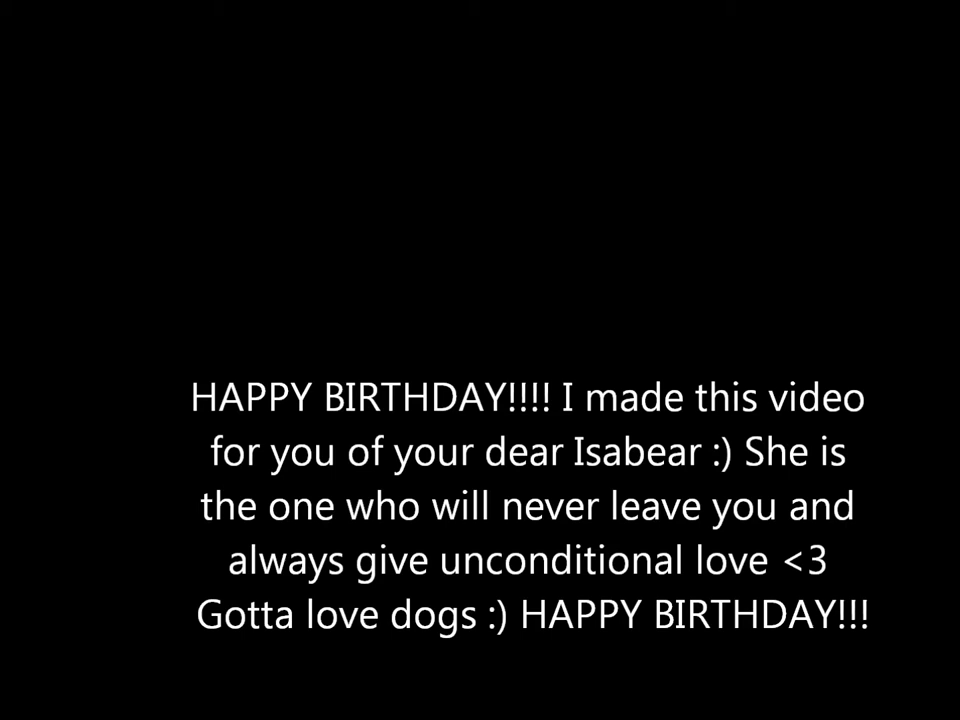 HAPPY BIRTHDAY!!!! I made this video
for you of your dear Isabear :) She is
the one who will never leave you and
always give unconditional love <3
Gotta love dogs :) HAPPY BIRTHDAY!!!